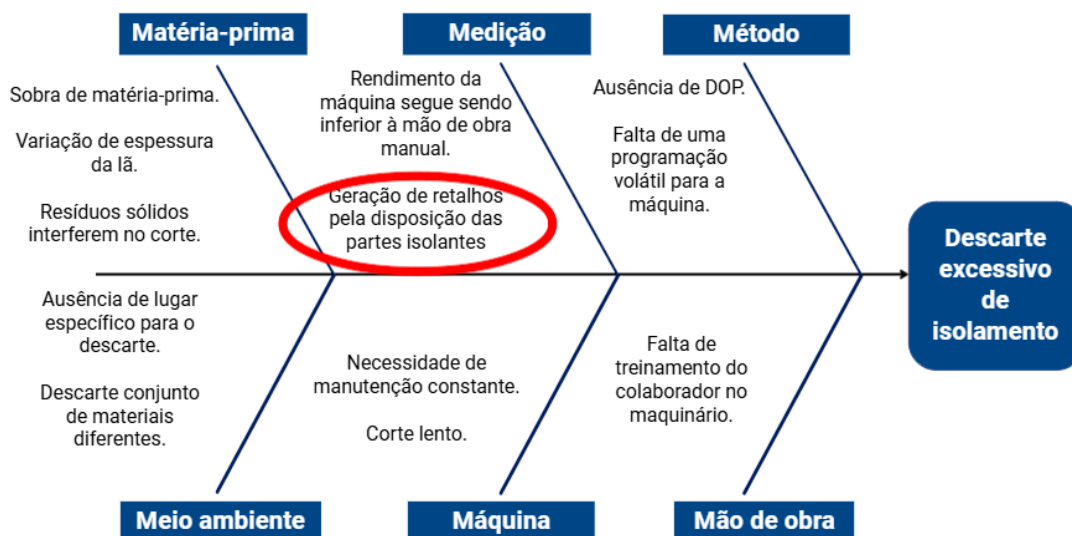 Matéria-prima
Medição
Método
Sobra de matéria-prima.
Variação de espessura
da lã.
Resíduos sólidos
interferem no corte.
Rendimento da
máquina segue sendo
inferior à mão de obra
manual.
Geração de retalhos
pela disposição das
partes isolantes
Ausência de DOP.
Falta de uma
programação
volátil para a
máquina.
Descarte
excessivo
de
isolamento
Ausência de lugar
específico para o
descarte.
Descarte conjunto
de materiais
diferentes.
Necessidade de
manutenção constante.
Corte lento.
Falta de
treinamento do
colaborador no
maquinário.
Meio ambiente
Máquina
Mão de obra